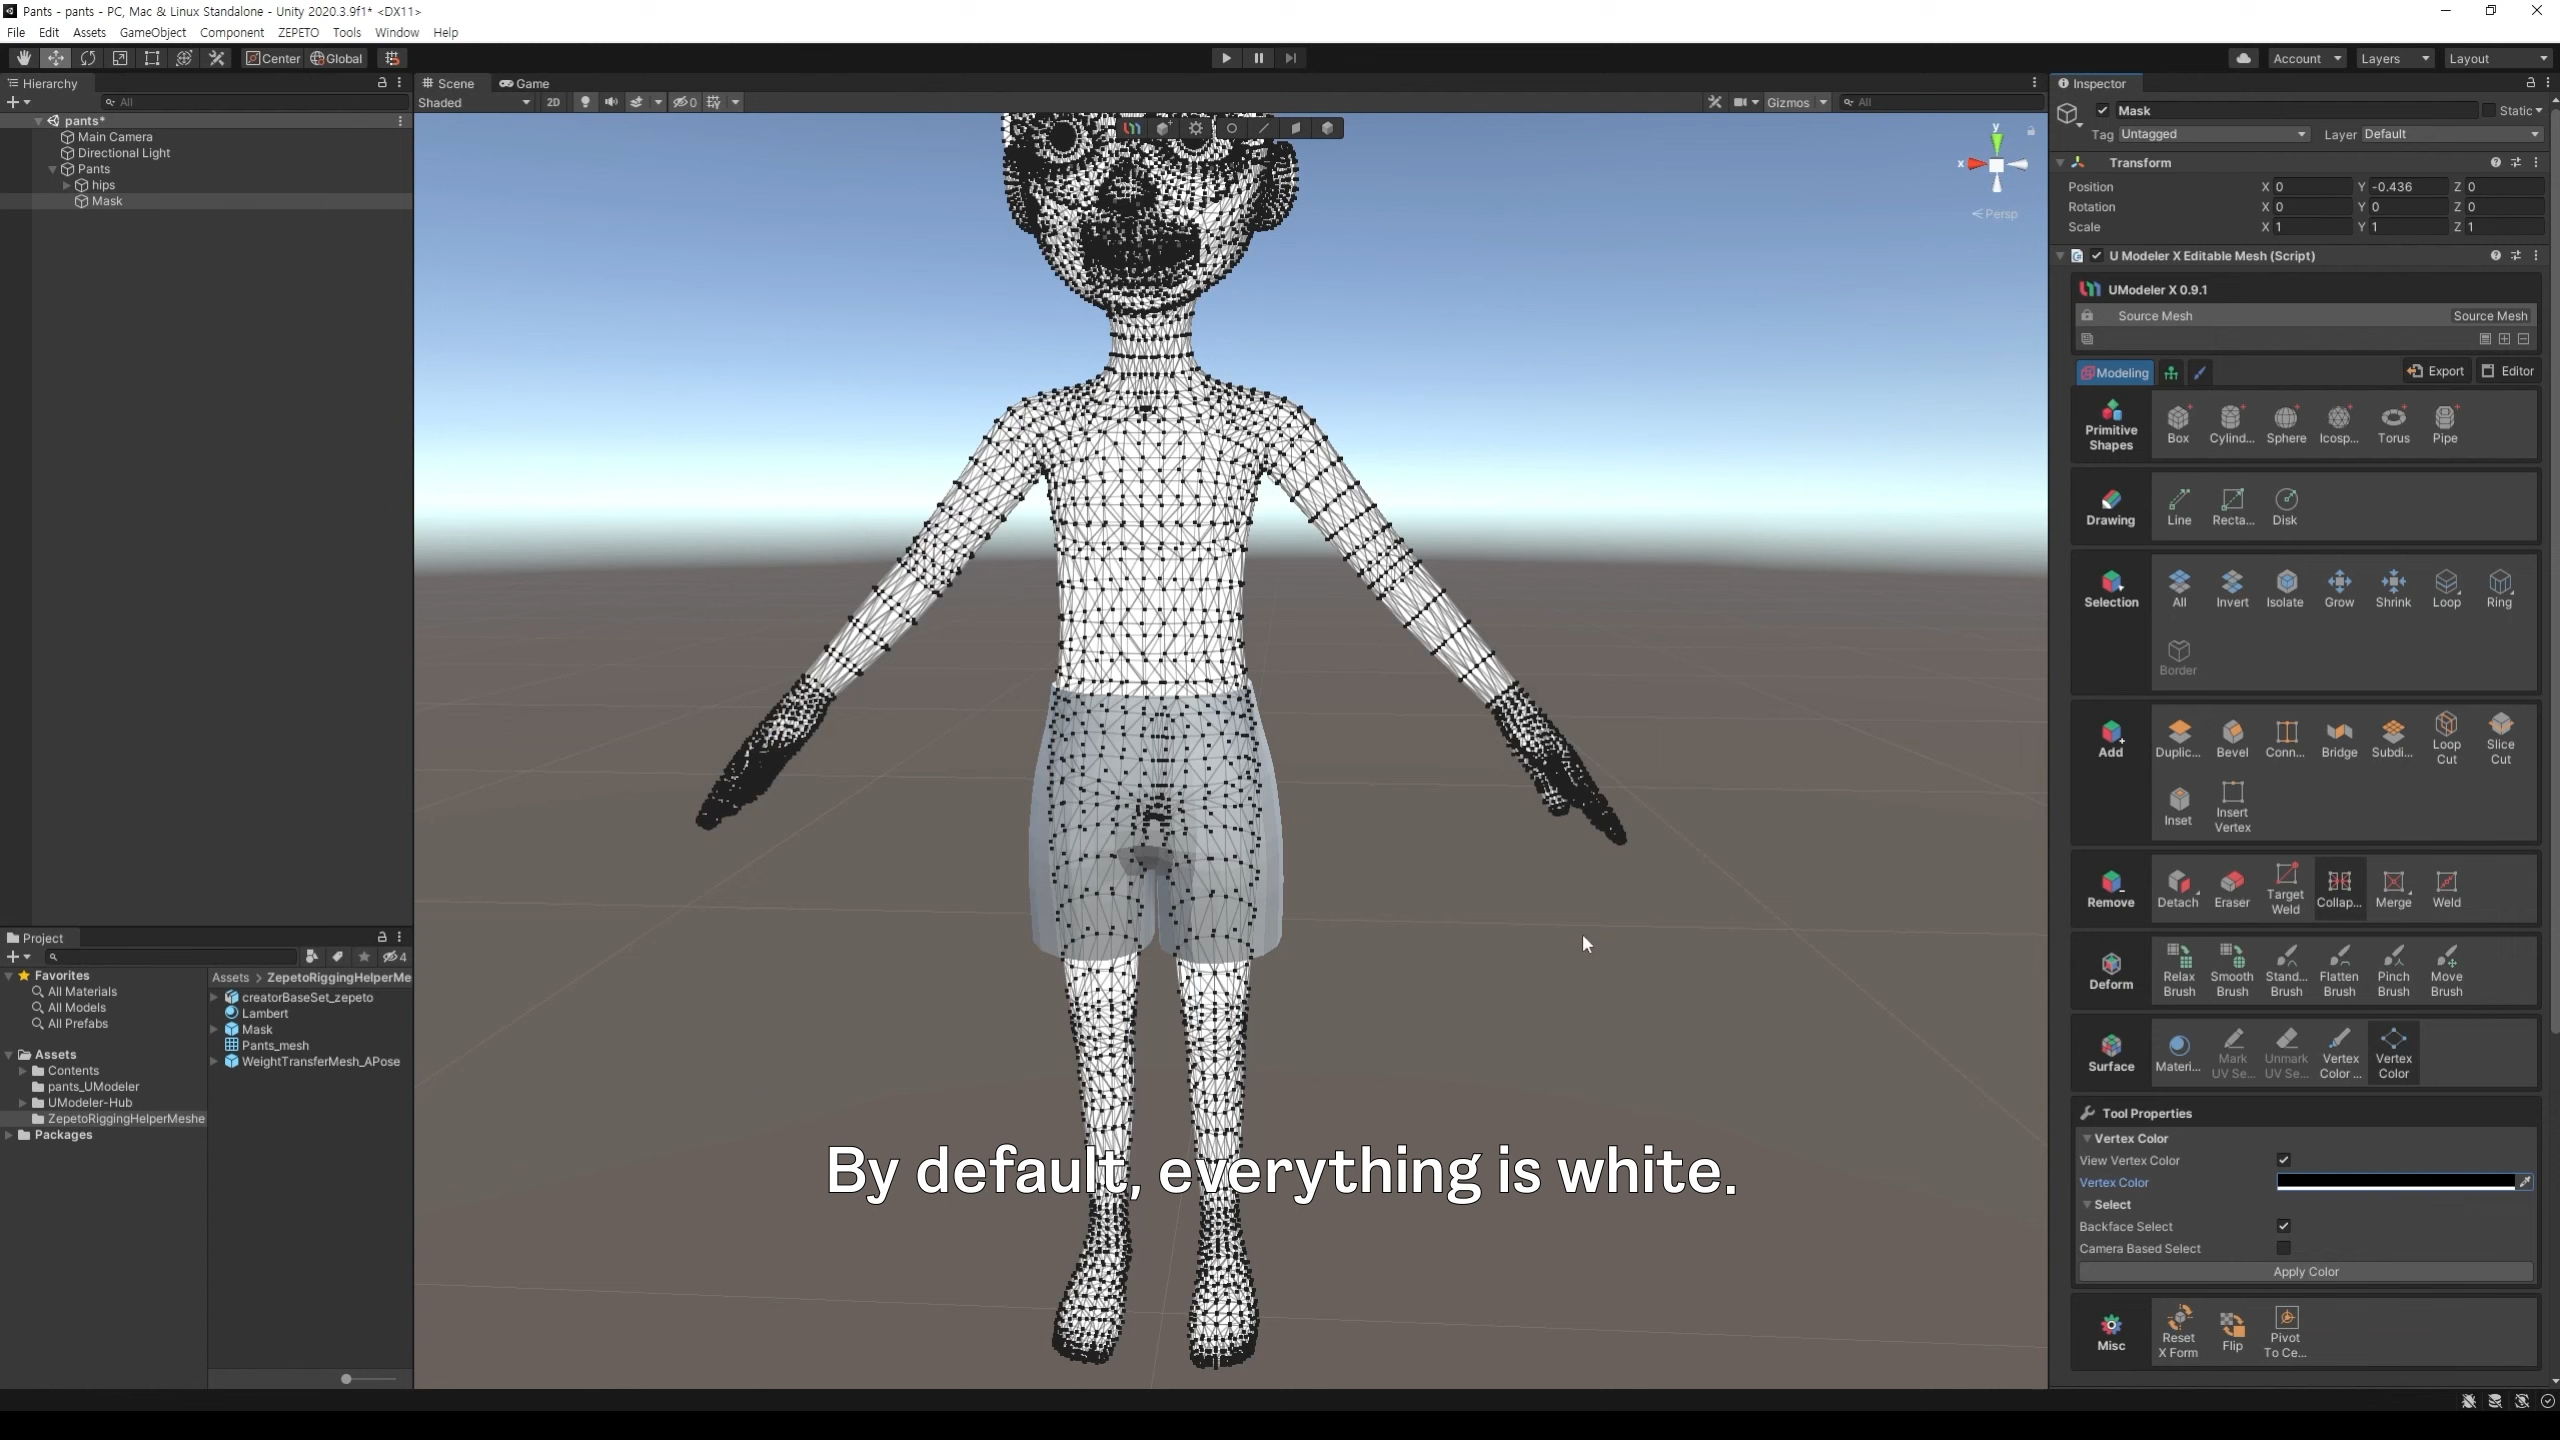 Pants - pants - PC, Mac & Linux Standalone - Unity 2020.3.9f1* <DX11>
File Edit Assets GameObject Component ZEPETO Tools Window Help
Center Global
Account Layers Layout
Hierarchy
All
pants*
Main Camera
Directional Light
Pants
hips
Mask
Scene Game
Shaded 2D 0 Gizmos All
y
x
Persp
Inspector
Mask Static
Tag Untagged Layer Default
Transform
Position X 0 Y -0.436 Z 0
Rotation X 0 Y 0 Z 0
Scale X 1 Y 1 Z 1
U Modeler X Editable Mesh (Script)
UModeler X 0.9.1
Source Mesh Source Mesh
Modeling Export Editor
Primitive Shapes Box Cylind... Sphere Icosp... Torus Pipe
Drawing Line Recta... Disk
Selection All Invert Isolate Grow Shrink Loop Ring
Border
Add Duplic... Bevel Conn... Bridge Subdi... Loop Cut Slice Cut
Inset Insert Vertex
Remove Detach Eraser Target Weld Collap... Merge Weld
Deform Relax Brush Smooth Brush Stand... Brush Flatten Brush Pinch Brush Move Brush
Surface Materi... Mark UV Se... Unmark UV Se... Vertex Color ... Vertex Color
Tool Properties
Vertex Color
View Vertex Color
Vertex Color
Select
Backface Select
Camera Based Select
Apply Color
Misc Reset X Form Flip Pivot To Ce...
Project
4
Favorites
All Materials
All Models
All Prefabs
Assets
Contents
pants_UModeler
UModeler-Hub
ZepetoRiggingHelperMeshe
Packages
Assets > ZepetoRiggingHelperMe
creatorBaseSet_zepeto
Lambert
Mask
Pants_mesh
WeightTransferMesh_APose
By default, everything is white.